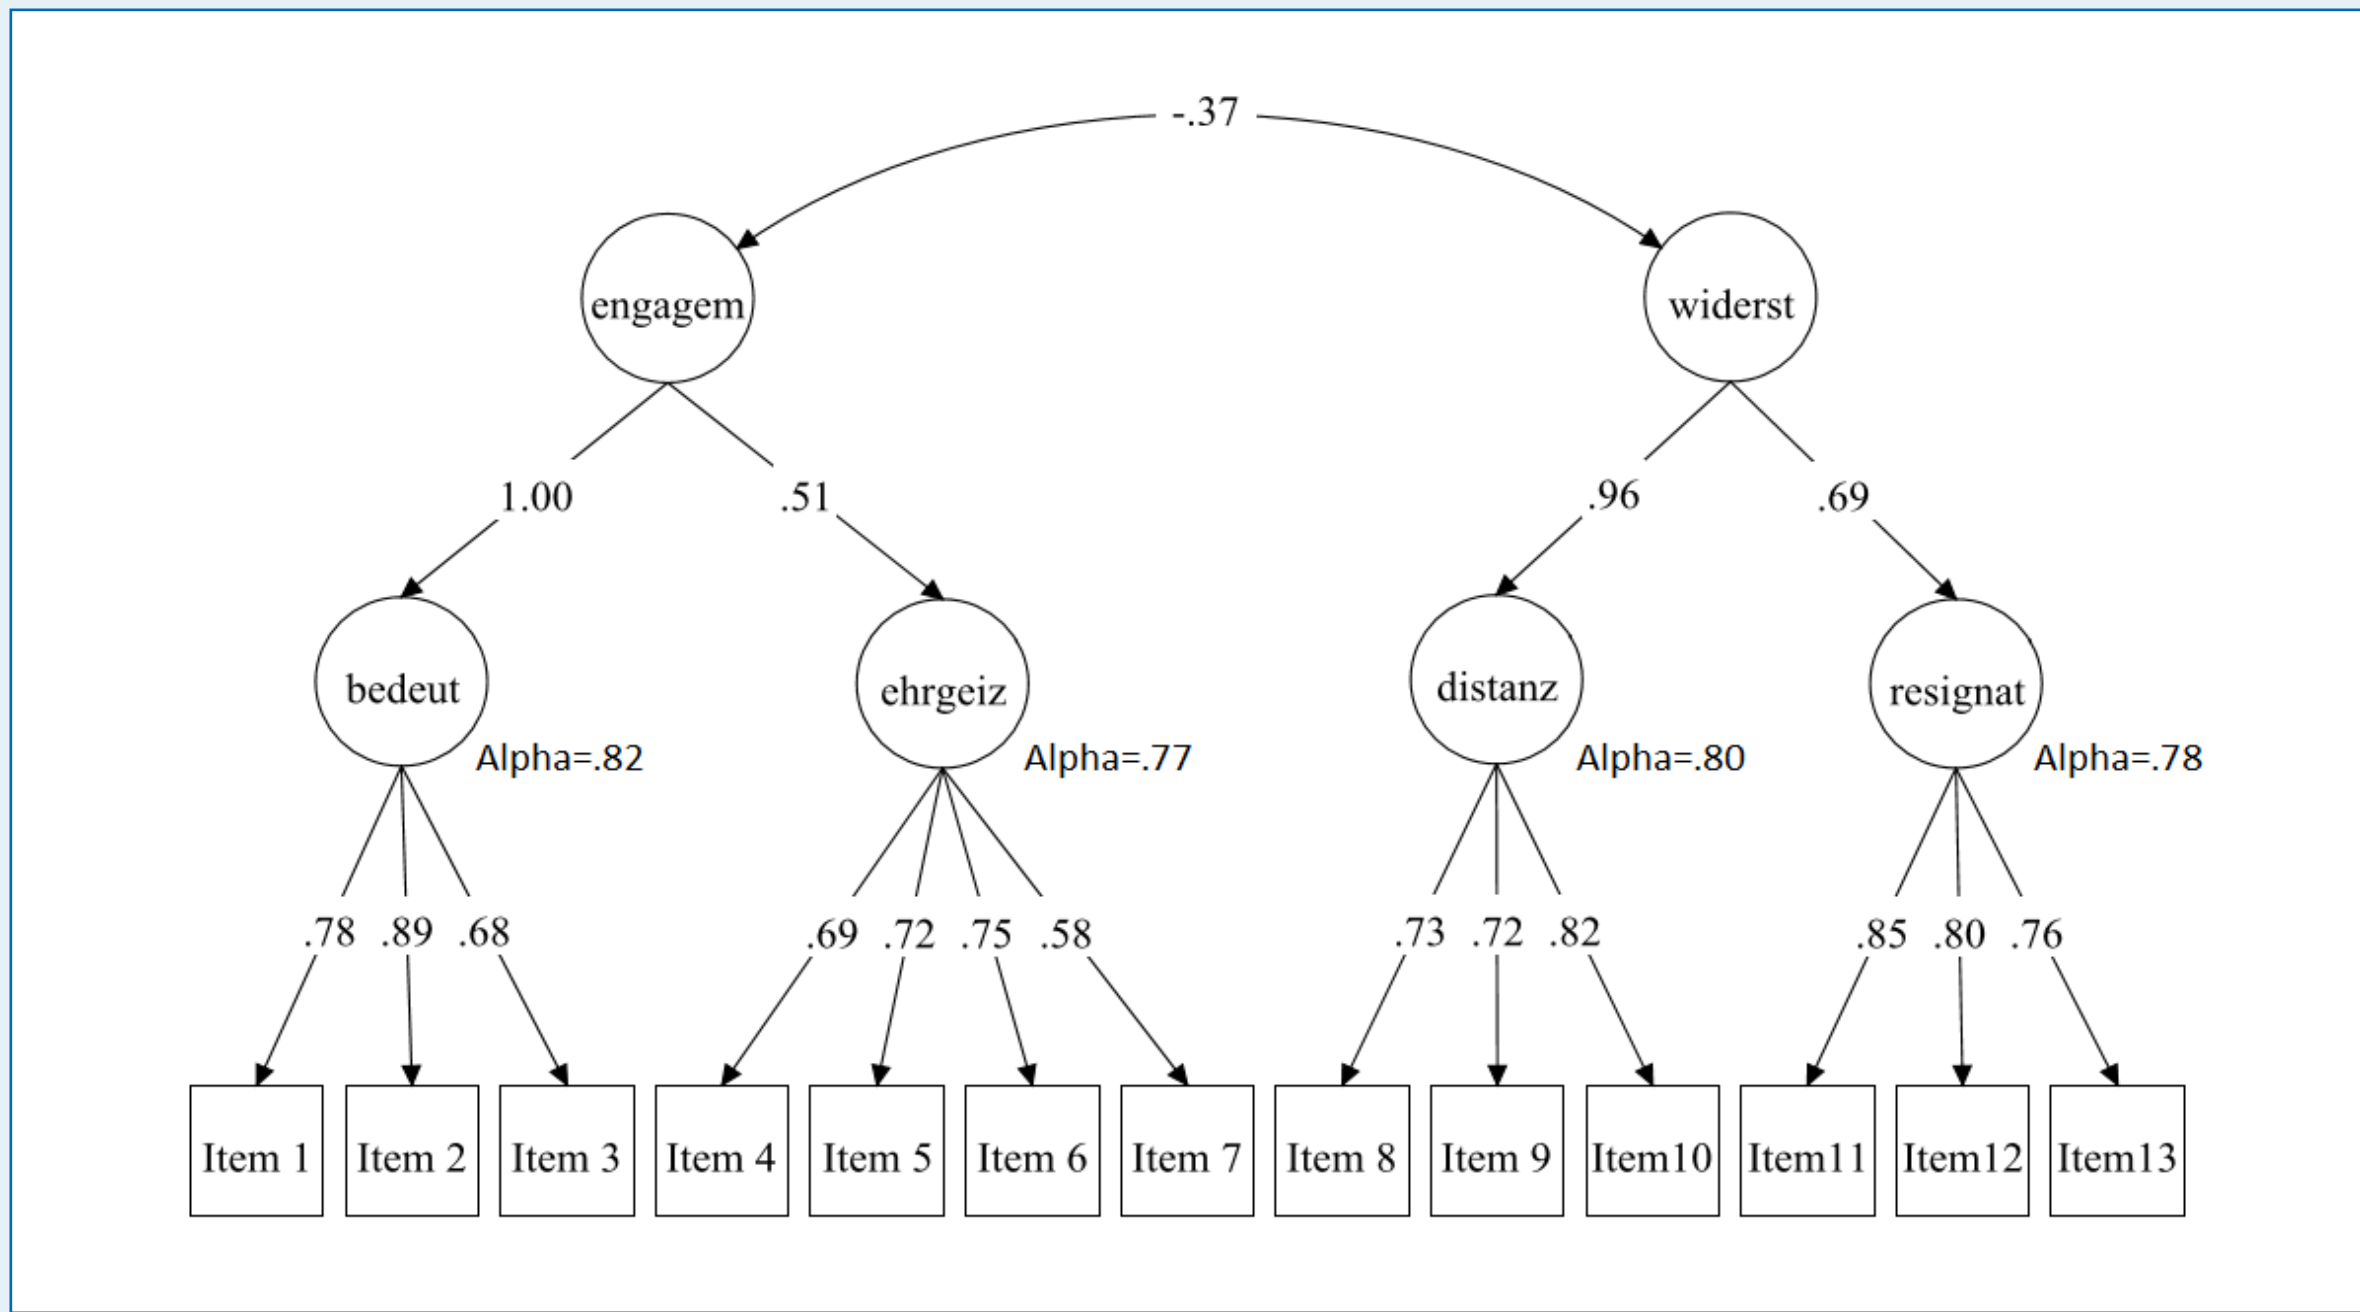 -.37
engagem
widerst
1.00
.51
.96
.69
bedeut
ehrgeiz
distanz
resignat
Alpha=.82
Alpha=.77
Alpha=.80
Alpha=.78
.78 .89 .68
.69 .72 .75 .58
.73 .72 .82
.85 .80 .76
Item 1
Item 2
Item 3
Item 4
Item 5
Item 6
Item 7
Item 8
Item 9
Item10
Item11
Item12
Item13